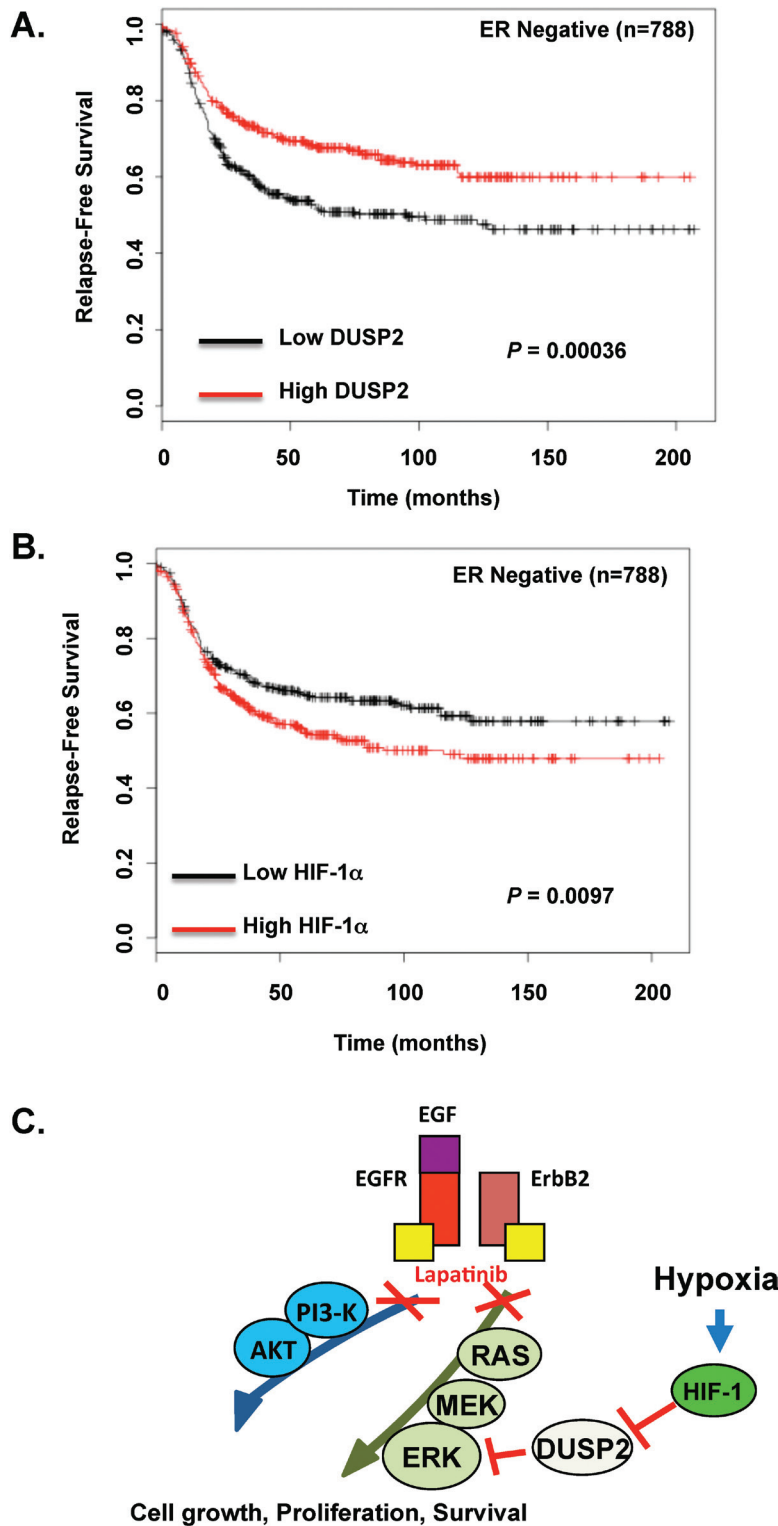 A.
ER Negative (n=788)
Relapse-Free Survival
1.0
0.8
0.6
0.4
0.2
0.0
Low DUSP2
High DUSP2
P = 0.00036
0 50 100 150 200
Time (months)
B.
ER Negative (n=788)
Relapse-Free Survival
1.0
0.8
0.6
0.4
0.2
0.0
Low HIF-1α
High HIF-1α
P = 0.0097
0 50 100 150 200
Time (months)
C.
EGF
EGFR
ErbB2
Lapatinib
Hypoxia
PI3-K
AKT
RAS
HIF-1
MEK
DUSP2
ERK
Cell growth, Proliferation, Survival